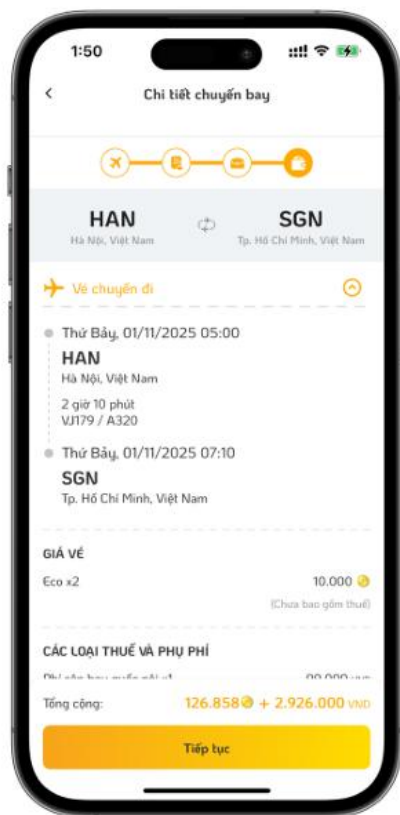 1:50
Chi tiết chuyến bay
HAN SGN
Hà Nội, Việt Nam Tp. Hồ Chí Minh, Việt Nam
Vé chuyến đi
Thứ Bảy, 01/11/2025 05:00
HAN
Hà Nội, Việt Nam
2 giờ 10 phút
VJ179 / A320
Thứ Bảy, 01/11/2025 07:10
SGN
Tp. Hồ Chí Minh, Việt Nam
GIÁ VÉ
Eco x2 10.000
(Chưa bao gồm thuế)
CÁC LOẠI THUẾ VÀ PHỤ PHÍ
Tổng cộng: 126.858 + 2.926.000 VND
Tiếp tục